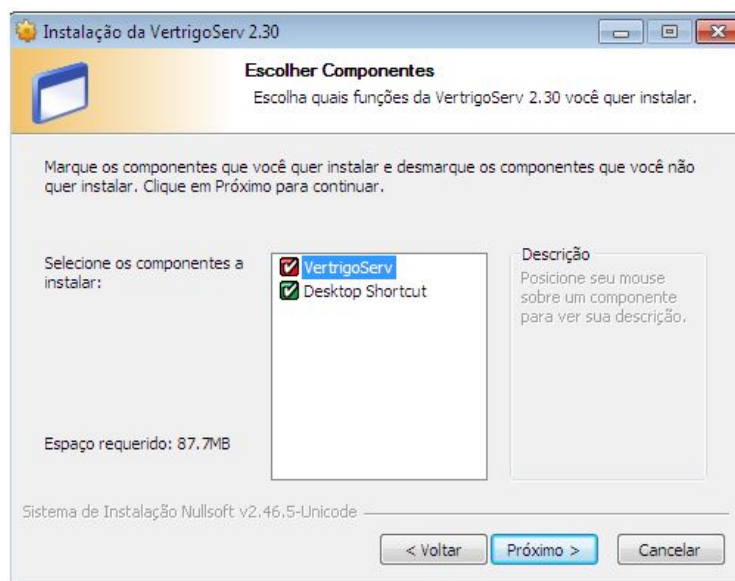 Instalação da VertrigoServ 2.30
Escolher Componentes
Escolha quais funções da VertrigoServ 2.30 você quer instalar.
Marque os componentes que você quer instalar e desmarque os componentes que você não
quer instalar. Clique em Próximo para continuar.
Selecione os componentes a
instalar:
VertrigoServ
Desktop Shortcut
Descrição
Posicione seu mouse
sobre um componente
para ver sua descrição.
Espaço requerido: 87.7MB
Sistema de Instalação Nullsoft v2.46.5-Unicode
< Voltar
Próximo >
Cancelar